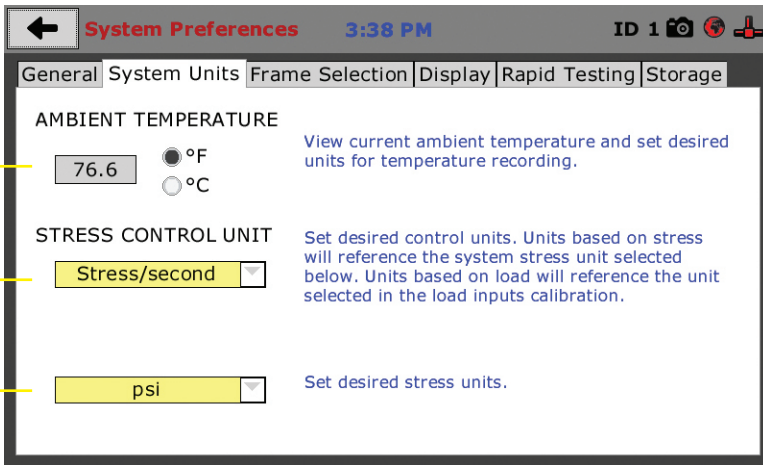 System Preferences 3:38 PM ID 1
General System Units Frame Selection Display Rapid Testing Storage
AMBIENT TEMPERATURE
76.6
°F
°C
View current ambient temperature and set desired
units for temperature recording.
STRESS CONTROL UNIT
Stress/second
Set desired control units. Units based on stress
will reference the system stress unit selected
below. Units based on load will reference the unit
selected in the load inputs calibration.
psi
Set desired stress units.